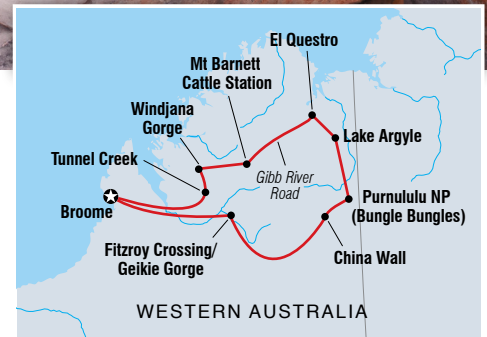 El Questro
Mt Barnett
Cattle Station
Windjana
Gorge
Lake Argyle
Tunnel Creek
Gibb River
Road
Purnululu NP
(Bungle Bungles)
Broome
Fitzroy Crossing/
Geikie Gorge
China Wall
WESTERN AUSTRALIA